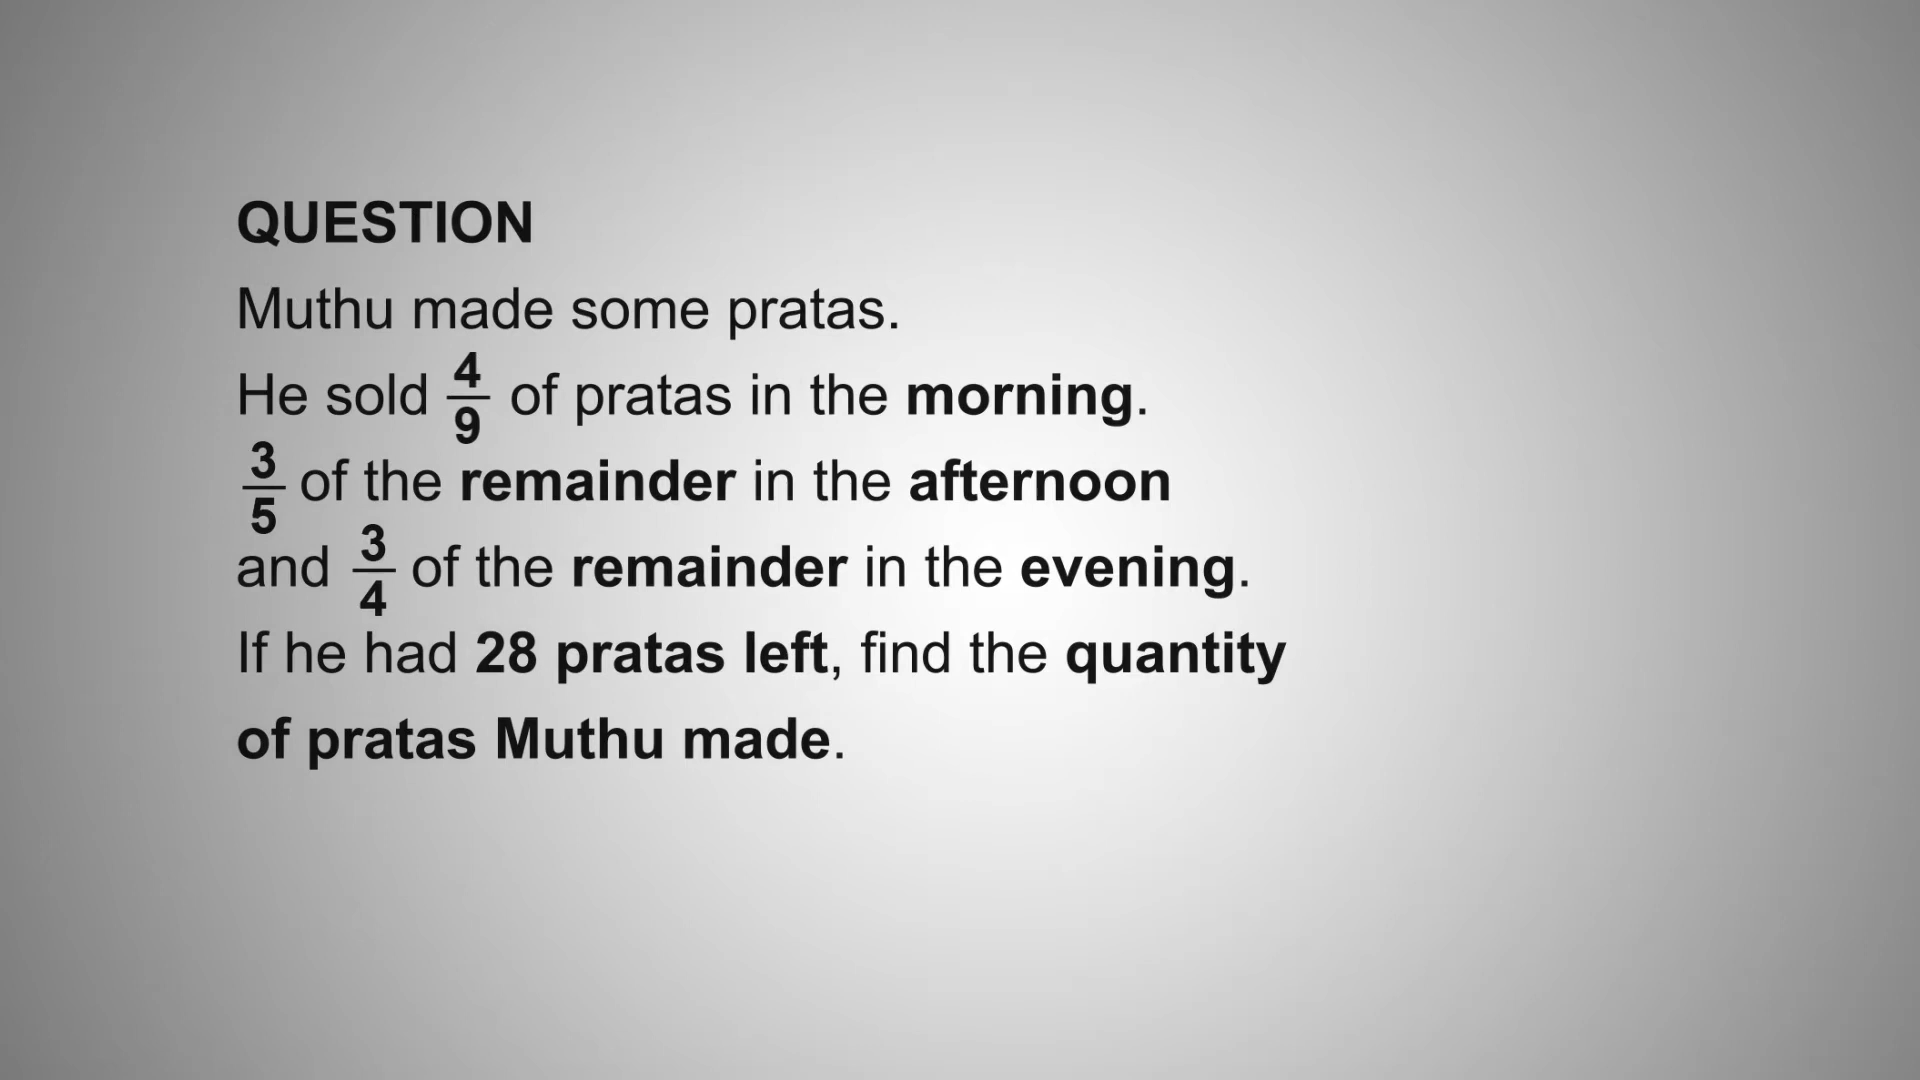 QUESTION
Muthu made some pratas.
He sold 4/9 of pratas in the morning.
3/5 of the remainder in the afternoon
and 3/4 of the remainder in the evening.
If he had 28 pratas left, find the quantity
of pratas Muthu made.